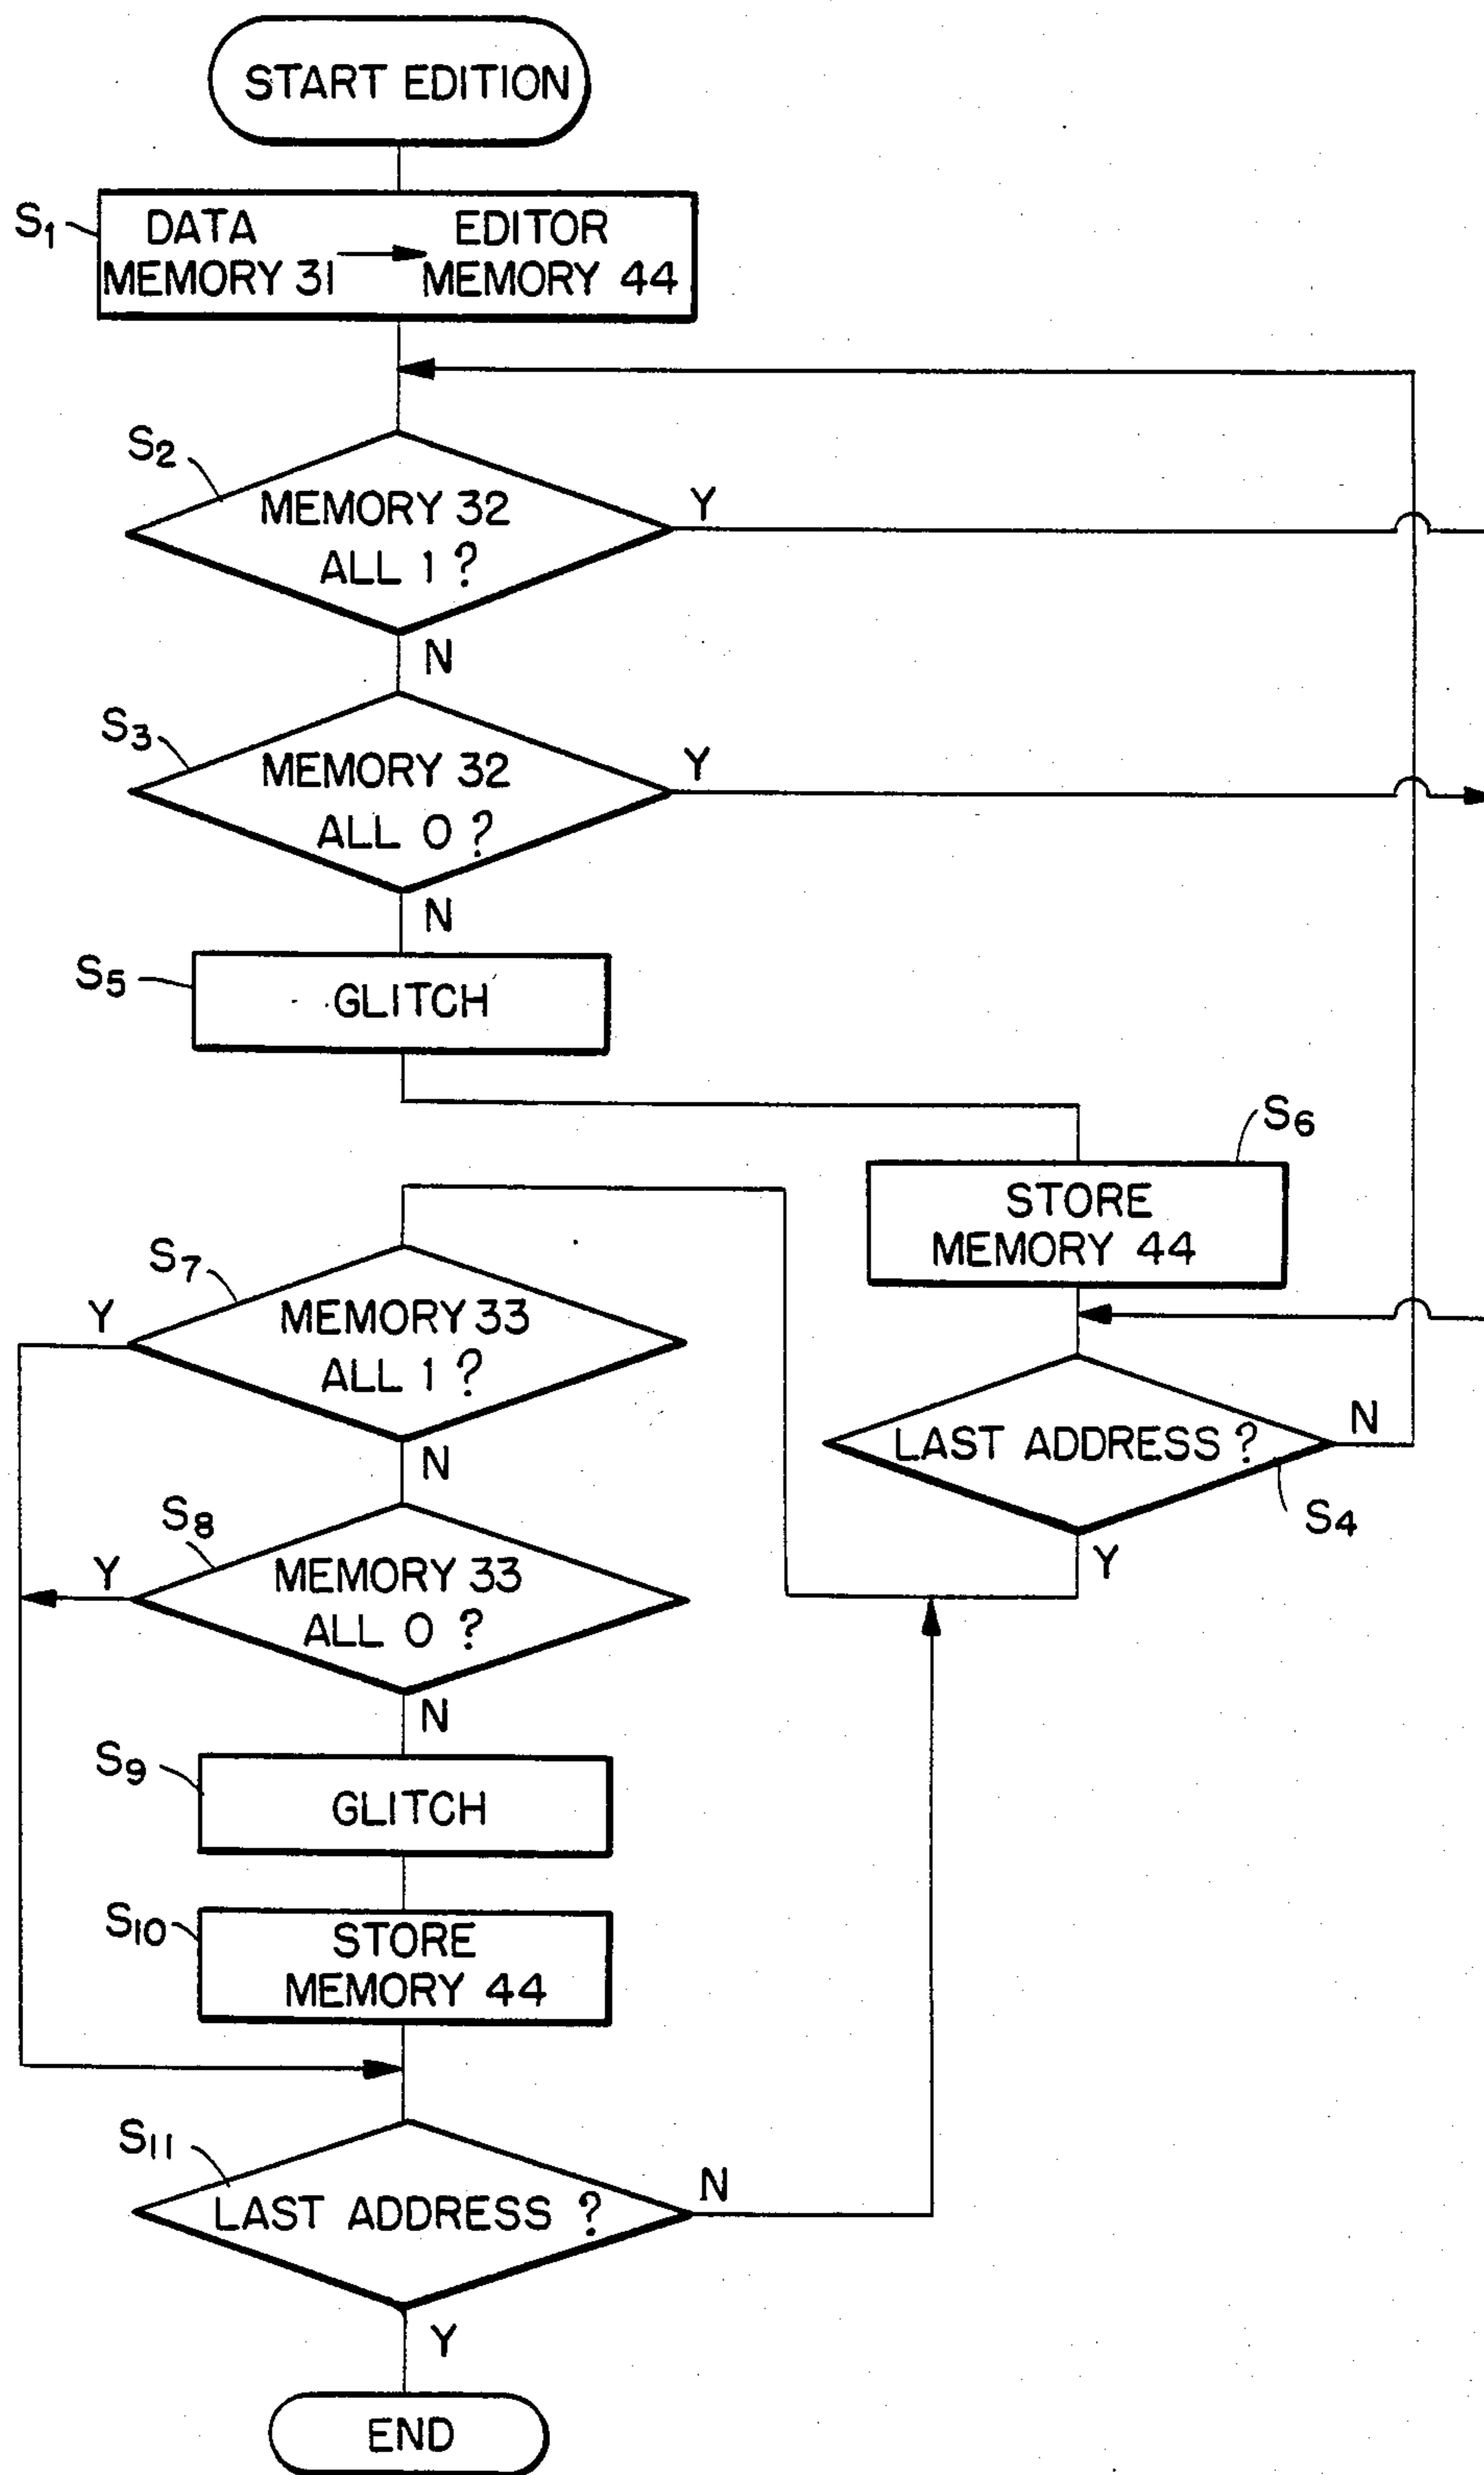 START EDITION
S1
DATA MEMORY 31
EDITOR MEMORY 44
S2
MEMORY 32
ALL 1 ?
Y
N
S3
MEMORY 32
ALL 0 ?
Y
N
S5
GLITCH
S6
STORE
MEMORY 44
S7
MEMORY 33
ALL 1 ?
Y
N
LAST ADDRESS ?
N
S4
Y
S8
MEMORY 33
ALL 0 ?
Y
N
S9
GLITCH
S10
STORE
MEMORY 44
S11
LAST ADDRESS ?
N
Y
END